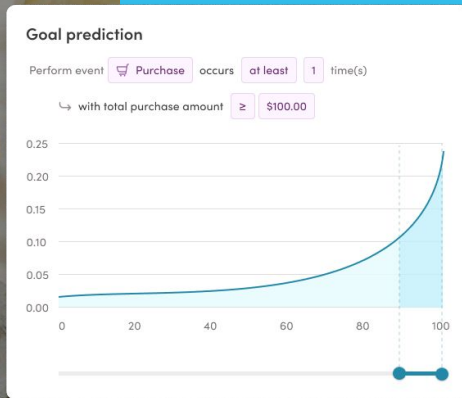 Goal prediction
Perform event Purchase occurs at least 1 time(s)
with total purchase amount ≥ $100.00
0.25
0.20
0.15
0.10
0.05
0.00
0 20 40 60 80 100